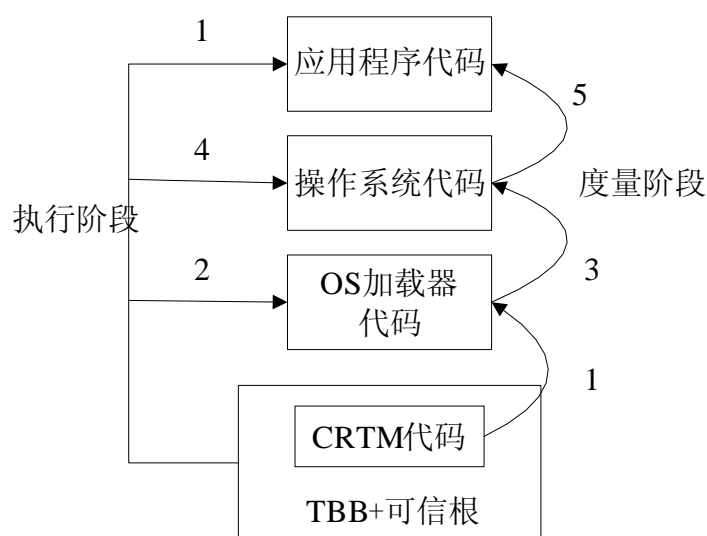 1
应用程序代码
5
4
操作系统代码
度量阶段
执行阶段
2
OS加载器
代码
3
1
CRTM代码
TBB+可信根